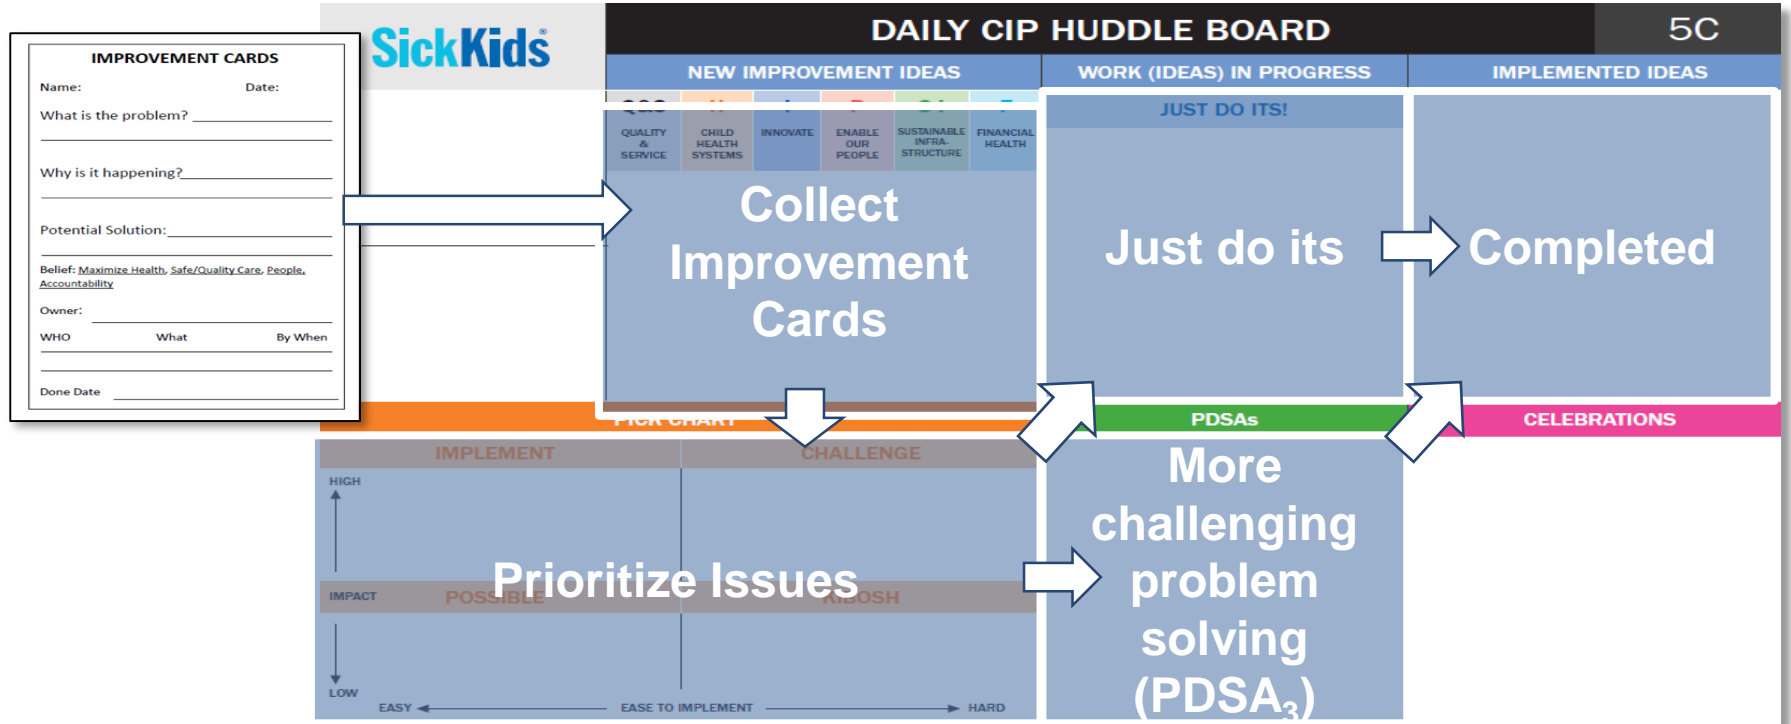 SickKids®
DAILY CIP HUDDLE BOARD
5C
IMPROVEMENT CARDS
Name: Date:
What is the problem?
Why is it happening?
Potential Solution:
Belief: Maximize Health, Safe/Quality Care, People,
Accountability
Owner:
WHO What By When
Done Date
NEW IMPROVEMENT IDEAS
QUALITY
&
SERVICE
CHILD
HEALTH
SYSTEMS
INNOVATE
ENABLE
OUR
PEOPLE
SUSTAINABLE
INFRA-
STRUCTURE
FINANCIAL
HEALTH
Collect
Improvement
Cards
WORK (IDEAS) IN PROGRESS
JUST DO ITS!
Just do its
IMPLEMENTED IDEAS
Completed
PICK CHART
IMPLEMENT
CHALLENGE
HIGH
IMPACT
POSSIBLE
KIBOSH
Prioritize Issues
LOW
EASY EASE TO IMPLEMENT HARD
PDSAs
More
challenging
problem
solving
(PDSA3)
CELEBRATIONS